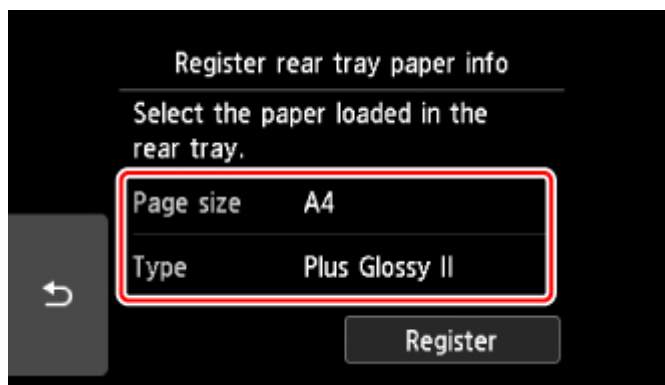 Register rear tray paper info
Select the paper loaded in the
rear tray.
Page size A4
Type Plus Glossy II
Register